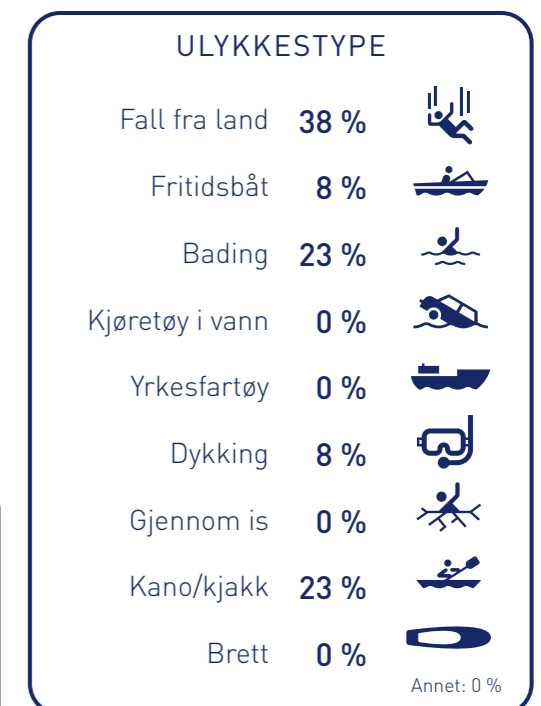 ULYKKESTYPE
Fall fra land 38 %
Fritidsbåt 8 %
Bading 23 %
Kjøretøy i vann 0 %
Yrkesfartøy 0 %
Dykking 8 %
Gjennom is 0 %
Kano/kjakk 23 %
Brett 0 %
Annet: 0 %